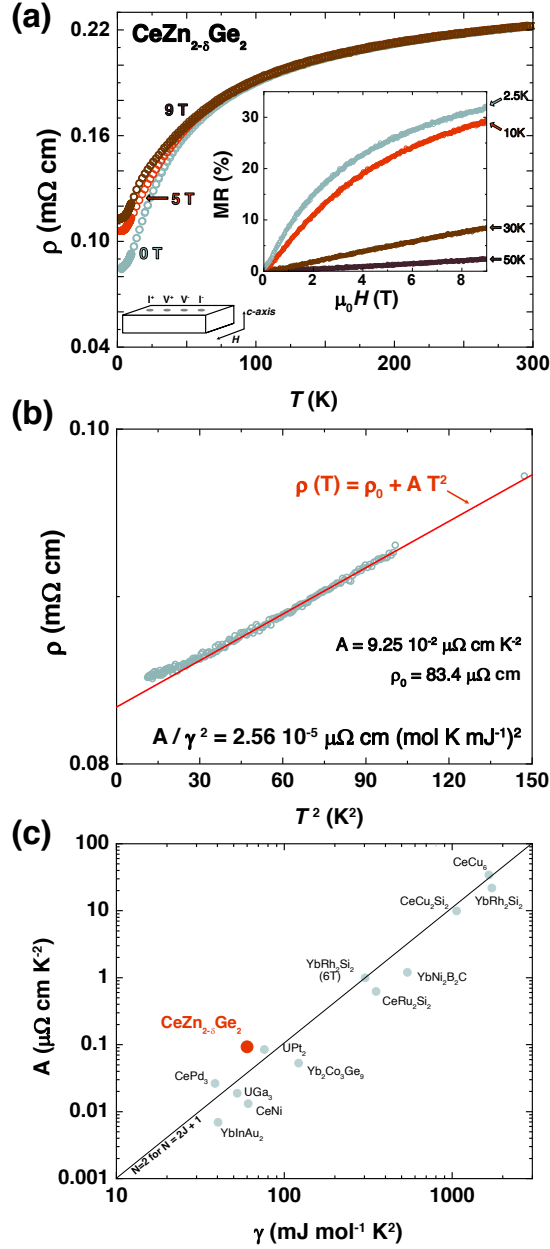 (a)
CeZn₂₋δGe₂
0.22
0.16
0.10
0.04
ρ (mΩ cm)
9 T
5 T
0 T
MR (%)
30
20
10
0
0 2 4 6 8
μ₀H (T)
2.5K
10K
30K
50K
I⁺ V⁺ V⁻ I⁻
c-axis
H
0 50 100 150 200 250 300
T (K)
(b)
0.10
0.08
ρ (mΩ cm)
ρ (T) = ρ₀ + A T²
A = 9.25 10⁻² μΩ cm K⁻²
ρ₀ = 83.4 μΩ cm
A / γ² = 2.56 10⁻⁵ μΩ cm (mol K mJ⁻¹)²
0 30 60 90 120 150
T² (K²)
(c)
100
10
1
0.1
0.01
0.001
A (μΩ cm K⁻²)
CeCu₆
CeCu₂Si₂
YbRh₂Si₂
YbRh₂Si₂
(6T)
YbNi₂B₂C
CeRu₂Si₂
CeZn₂₋δGe₂
UPt₂
Yb₂Co₃Ge₉
CePd₃
UGa₃
CeNi
YbInAu₂
N=2 for N = 2J + 1
10 100 1000
γ (mJ mol⁻¹ K²)